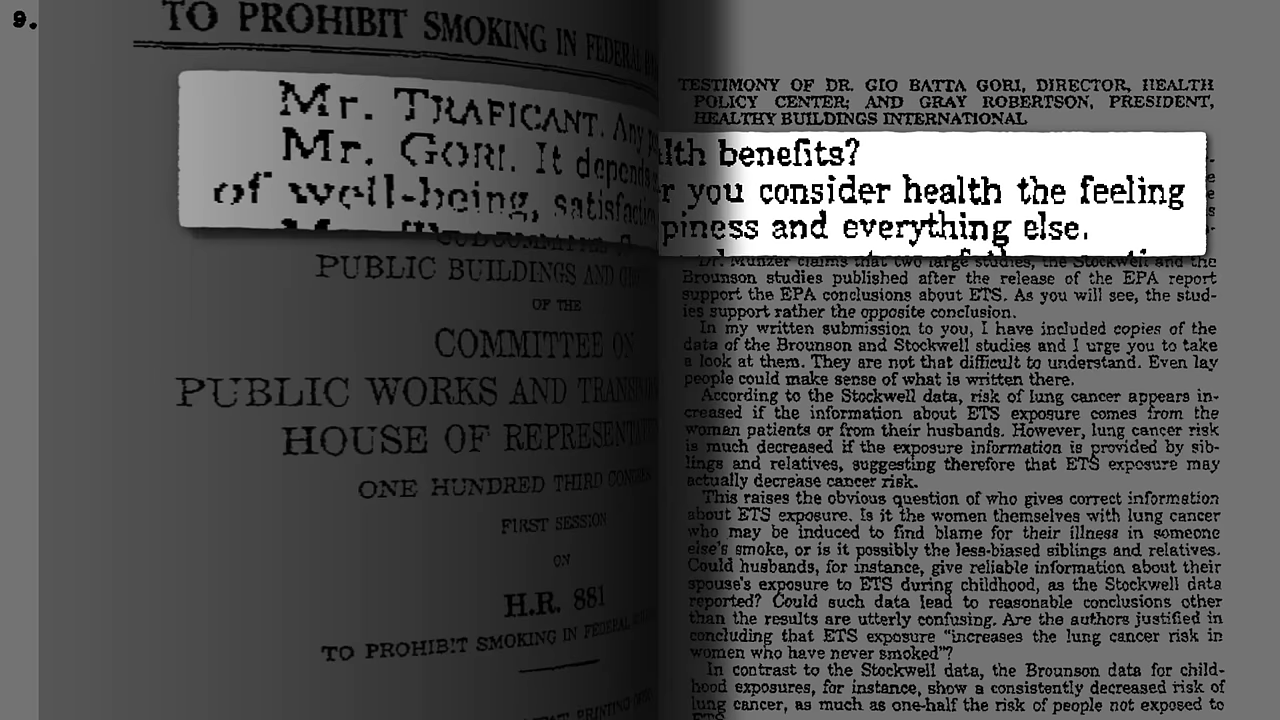 9.
TO PROHIBIT SMOKING IN FEDERAL
Mr. TRAFICANT. Any
lth benefits?
Mr. GORI. It depends
r you consider health the feeling
of well-being, satisfaction
piness and everything else.
PUBLIC BUILDINGS AND
OF THE
COMMITTEE ON
PUBLIC WORKS AND
HOUSE OF
ONE HUNDRED THIRD
FIRST SESSION
ON
H.R. 881
TO PROHIBIT SMOKING IN FEDERAL
TESTIMONY OF DR. GIO BATTA GORI, DIRECTOR, HEALTH
POLICY CENTER; AND GRAY ROBERTSON, PRESIDENT,
HEALTHY BUILDINGS INTERNATIONAL
Dr. Munzer claims that two large studies, the Stockwell and the
Brounson studies published after the release of the EPA report
support the EPA conclusions about ETS. As you will see, the stud-
ies support rather the opposite conclusion.
In my written submission to you, I have included copies of the
data of the Brounson and Stockwell studies and I urge you to take
a look at them. They are not that difficult to understand. Even lay
people could make sense of what is written there.
According to the Stockwell data, risk of lung cancer appears in-
creased if the information about ETS exposure comes from the
woman patients or from their husbands. However, lung cancer risk
is much decreased if the exposure information is provided by sib-
lings and relatives, suggesting therefore that ETS exposure may
actually decrease cancer risk.
This raises the obvious question of who gives correct information
about ETS exposure. Is it the women themselves with lung cancer
who may be induced to find blame for their illness in someone
else's smoke, or is it possibly the less-biased siblings and relatives.
Could husbands, for instance, give reliable information about their
spouse's exposure to ETS during childhood, as the Stockwell data
reported? Could such data lead to reasonable conclusions other
than the results are utterly confusing. Are the authors justified in
concluding that ETS exposure "increases the lung cancer risk in
women who have never smoked"?
In contrast to the Stockwell data, the Brounson data for child-
hood exposures, for instance, show a consistently decreased risk of
lung cancer, as much as one-half the risk of people not exposed to
ETS.